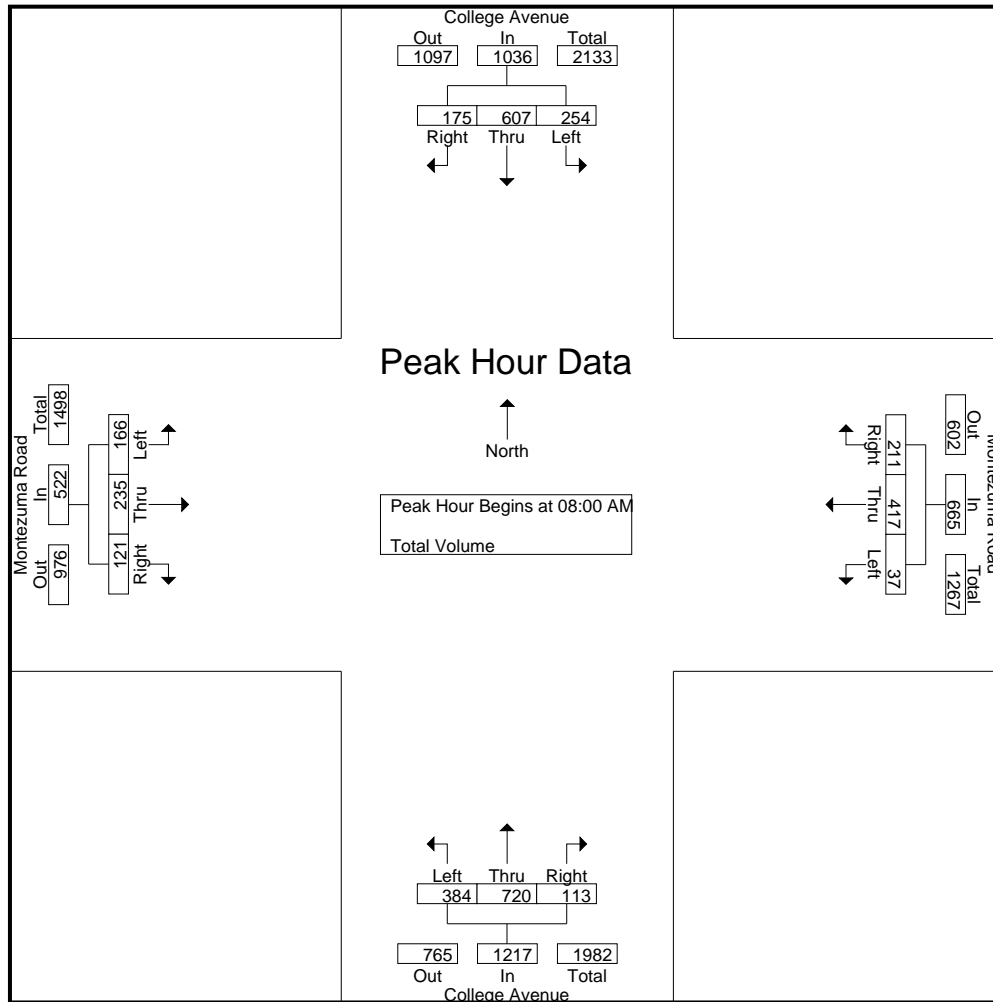 College Avenue
Out In Total
1097 1036 2133
175 607 254
Right Thru Left
Peak Hour Data
North
Peak Hour Begins at 08:00 AM
Total Volume
Montezuma Road
Total In Out
1498 522 976
166 235 121
Left Thru Right
Montezuma Road
Out In Total
602 665 1267
211 417 37
Right Thru Left
Left Thru Right
384 720 113
765 1217 1982
Out In Total
College Avenue